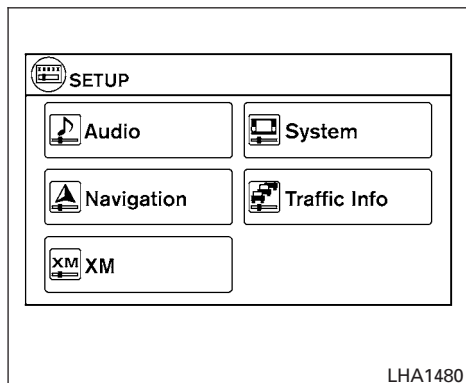 SETUP
Audio
System
Navigation
Traffic Info
XM XM
LHA1480